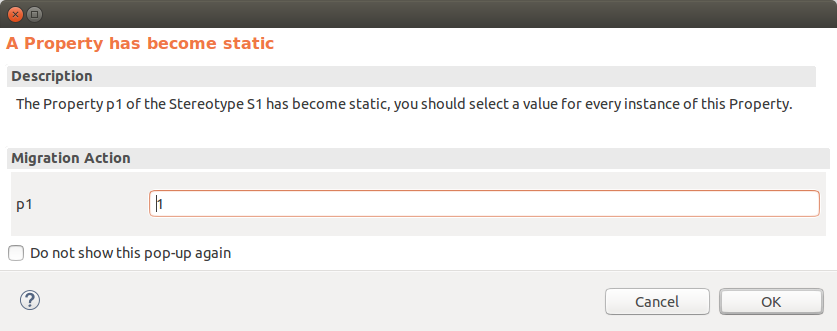 A Property has become static
Description
The Property p1 of the Stereotype S1 has become static, you should select a value for every instance of this Property.
Migration Action
p1
1
Do not show this pop-up again
?
Cancel
OK